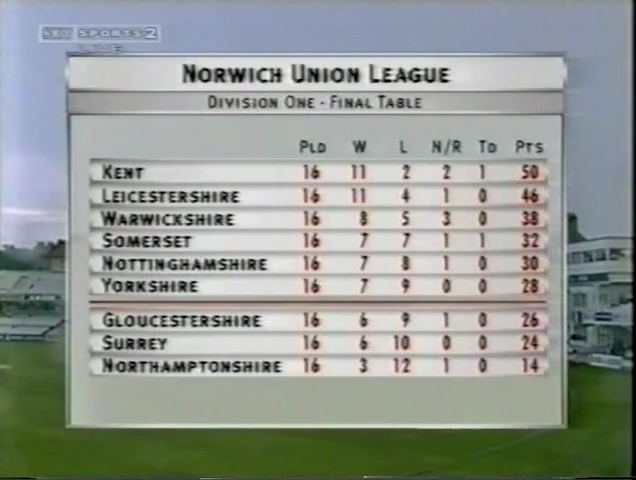 SKY SPORTS 2
LIVE
NORWICH UNION LEAGUE
DIVISION ONE - FINAL TABLE
PLD W L N/R TD PTS
KENT 16 11 2 2 1 50
LEICESTERSHIRE 16 11 4 1 0 46
WARWICKSHIRE 16 8 5 3 0 38
SOMERSET 16 7 7 1 1 32
NOTTINGHAMSHIRE 16 7 8 1 0 30
YORKSHIRE 16 7 9 0 0 28
GLOUCESTERSHIRE 16 6 9 1 0 26
SURREY 16 6 10 0 0 24
NORTHAMPTONSHIRE 16 3 12 1 0 14